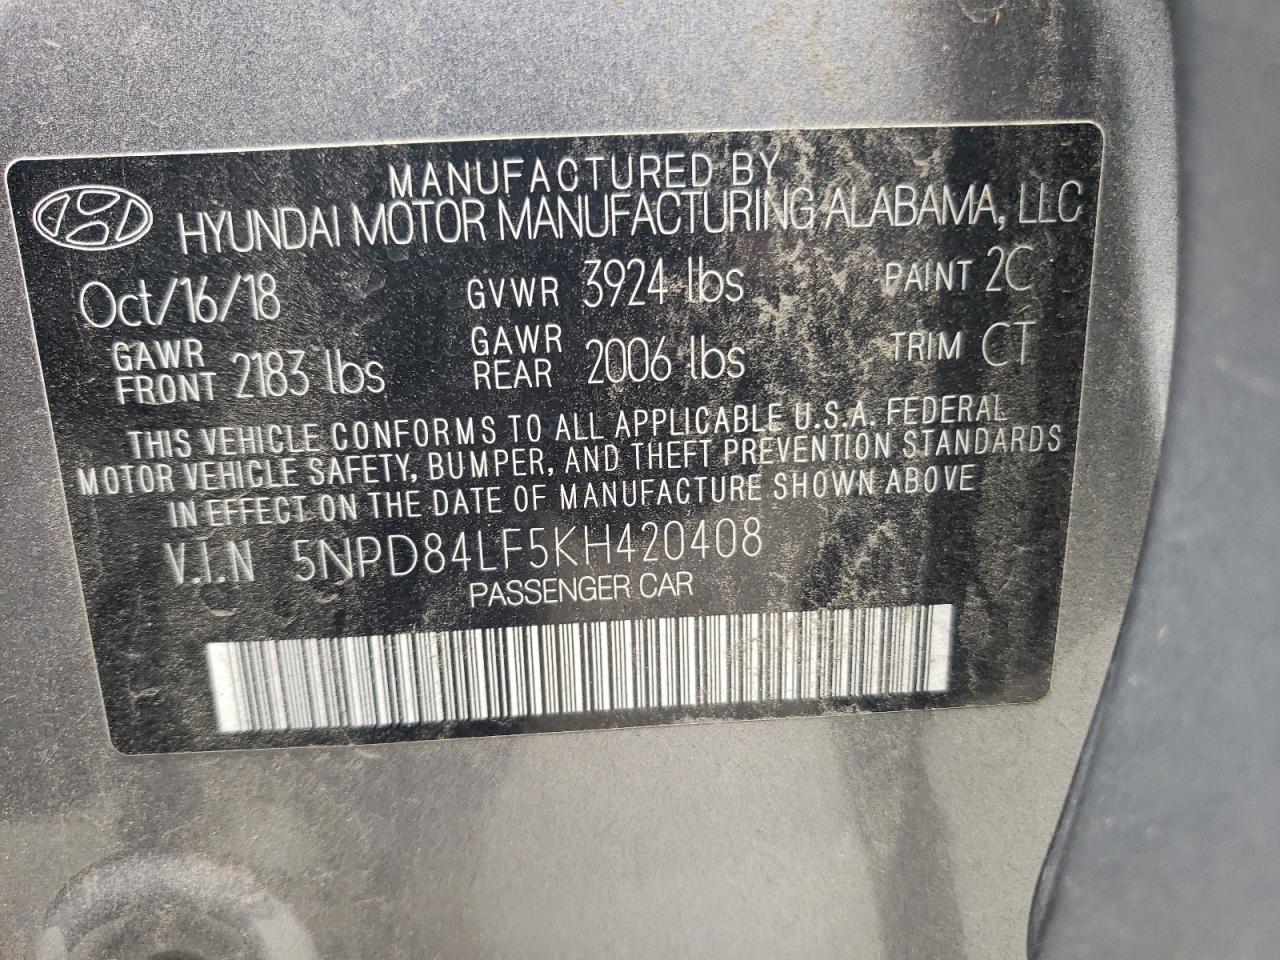 MANUFACTURED BY
HYUNDAI MOTOR MANUFACTURING ALABAMA, LLC
Oct/16/18 GVWR 3924 lbs PAINT 2C
GAWR FRONT 2183 lbs GAWR REAR 2006 lbs TRIM CT
THIS VEHICLE CONFORMS TO ALL APPLICABLE U.S.A. FEDERAL
MOTOR VEHICLE SAFETY, BUMPER, AND THEFT PREVENTION STANDARDS
IN EFFECT ON THE DATE OF MANUFACTURE SHOWN ABOVE
V.I.N 5NPD84LF5KH420408
PASSENGER CAR